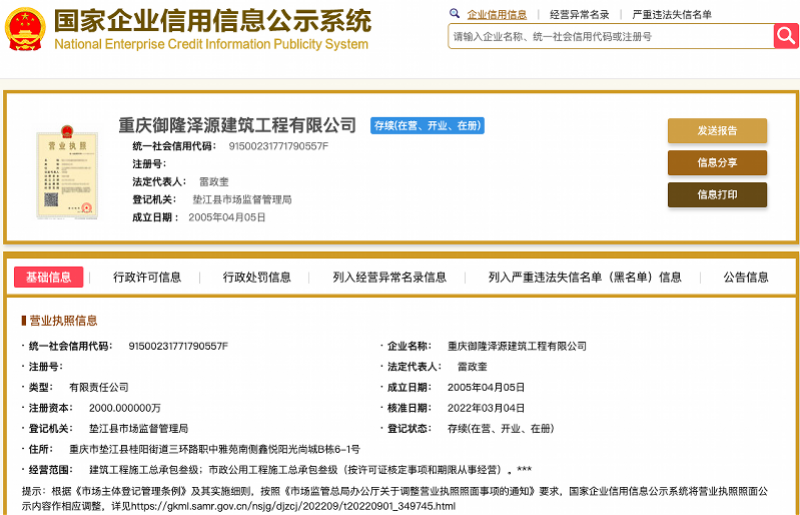 国家企业信用信息公示系统
National Enterprise Credit Information Publicity System
企业信用信息 | 经营异常名录 | 严重违法失信名单
请输入企业名称、统一社会信用代码或注册号
营业执照
重庆御隆泽源建筑工程有限公司 存续(在营、开业、在册)
统一社会信用代码： 91500231771790557F
注册号：
法定代表人： 雷政奎
登记机关： 垫江县市场监督管理局
成立日期： 2005年04月05日
发送报告
信息分享
信息打印
基础信息 | 行政许可信息 | 行政处罚信息 | 列入经营异常名录信息 | 列入严重违法失信名单（黑名单）信息 | 公告信息
营业执照信息
· 统一社会信用代码： 91500231771790557F · 企业名称： 重庆御隆泽源建筑工程有限公司
· 注册号： · 法定代表人： 雷政奎
· 类型： 有限责任公司 · 成立日期： 2005年04月05日
· 注册资本： 2000.000000万 · 核准日期： 2022年03月04日
· 登记机关： 垫江县市场监督管理局 · 登记状态： 存续(在营、开业、在册)
· 住所： 重庆市垫江县桂阳街道三环路职中雅苑南侧鑫悦阳光尚城B栋6-1号
· 经营范围： 建筑工程施工总承包叁级；市政公用工程施工总承包叁级（按许可证核定事项和期限从事经营）。***
提示：根据《市场主体登记管理条例》及其实施细则，按照《市场监管总局办公厅关于调整营业执照照面事项的通知》要求，国家企业信用信息公示系统将营业执照照面公
示内容作相应调整，详见https://gkml.samr.gov.cn/nsjg/djzcj/202209/t20220901_349745.html